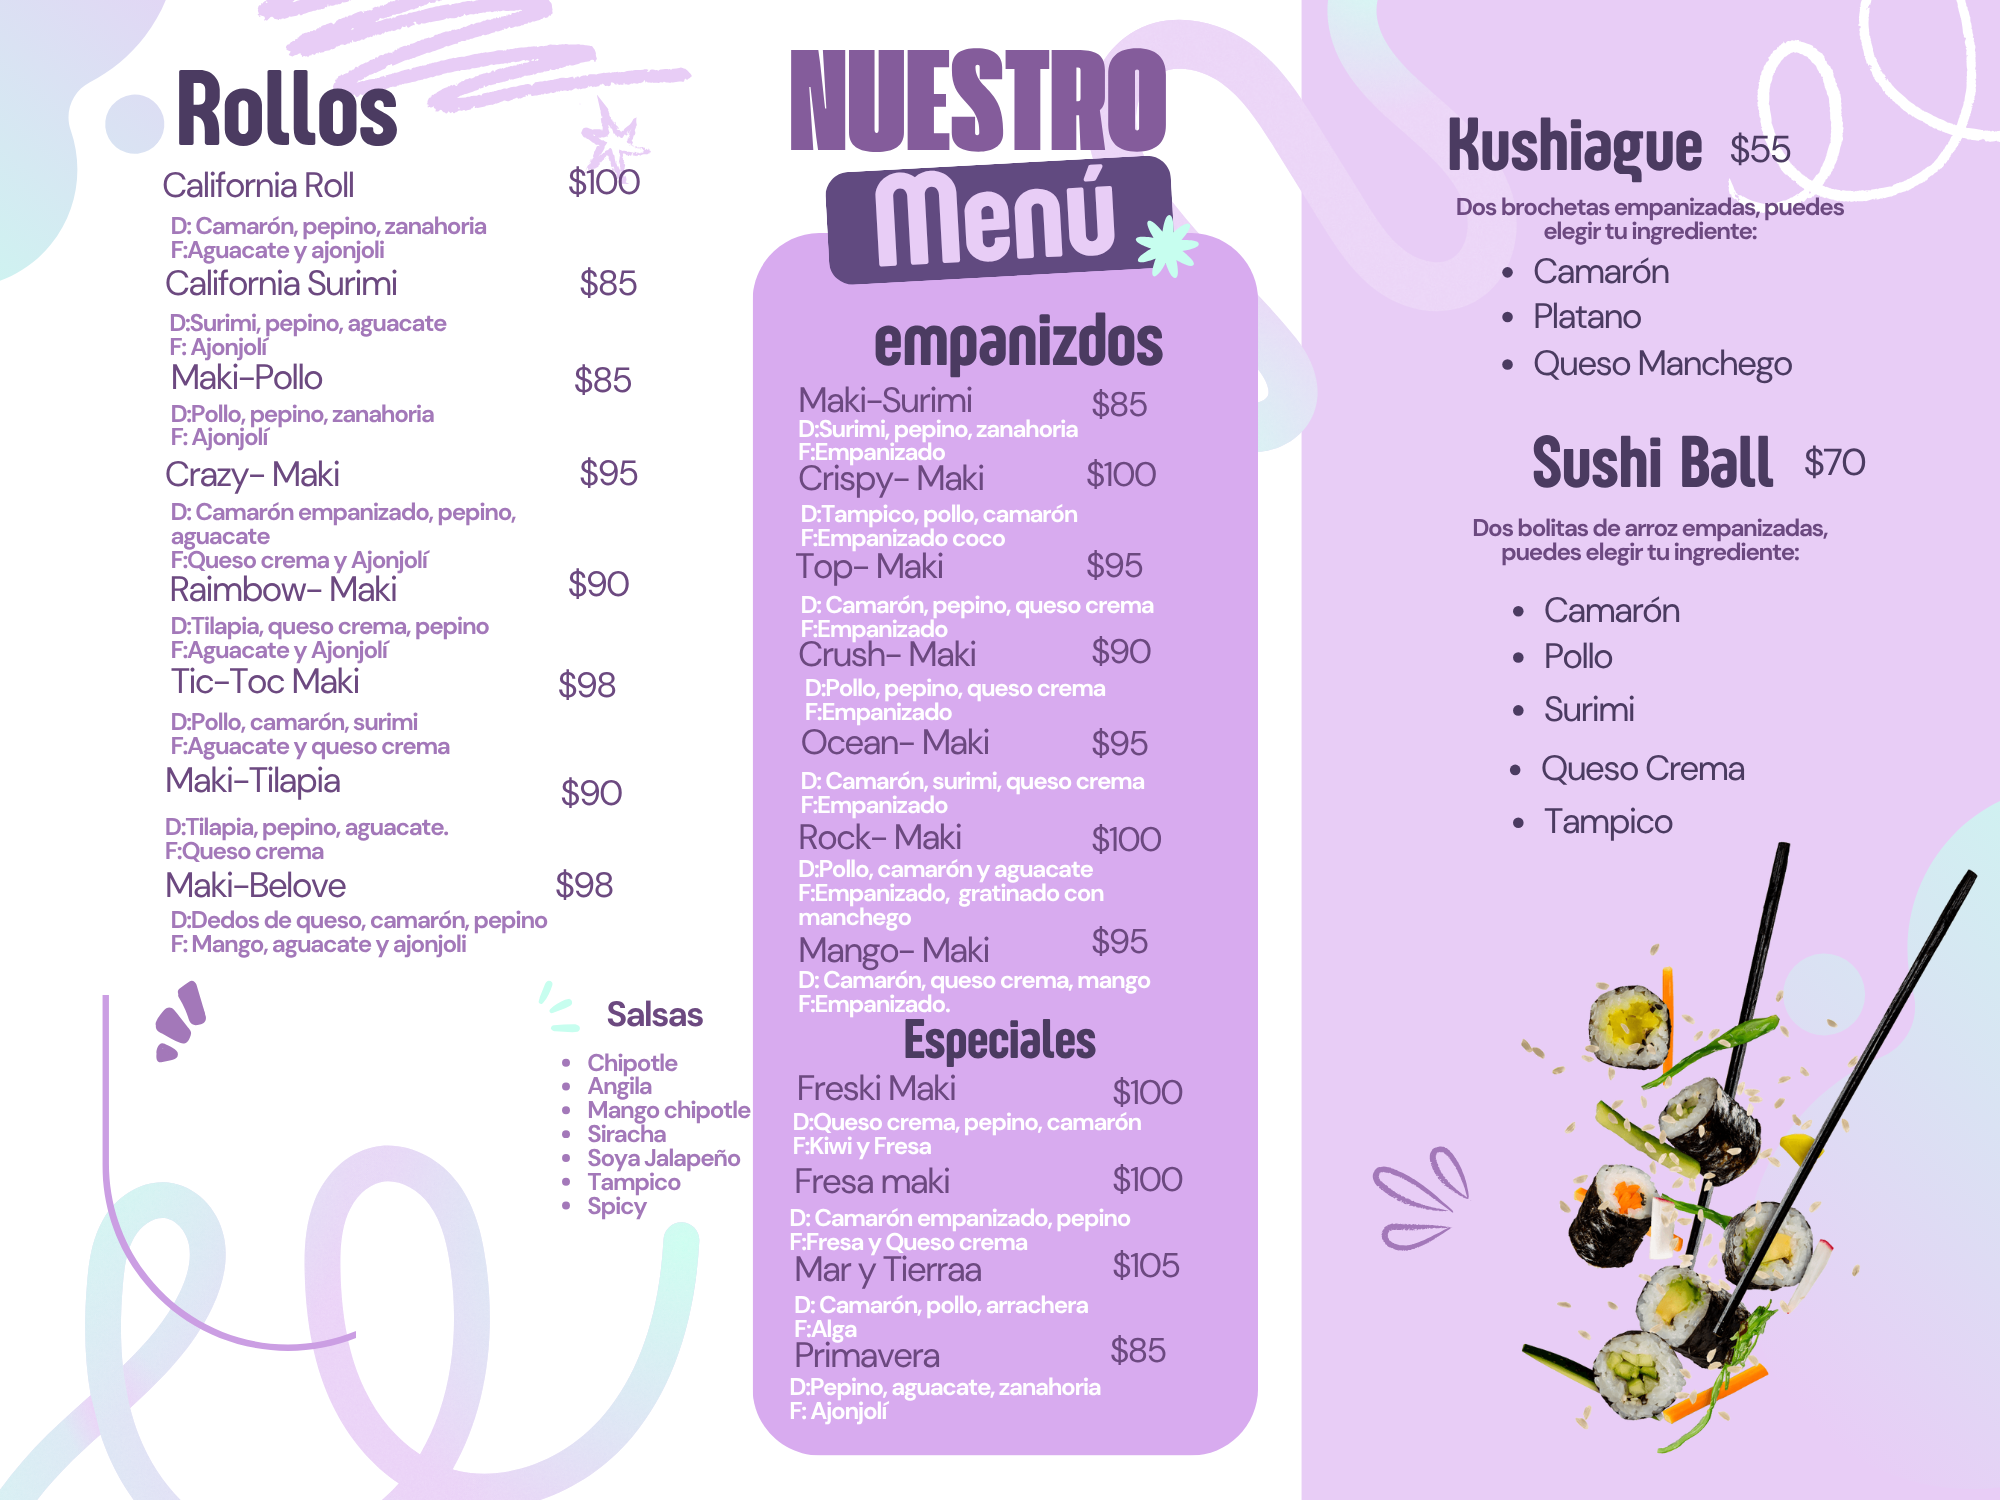 Rollos
California Roll $100
D: Camarón, pepino, zanahoria
F:Aguacate y ajonjoli
California Surimi $85
D:Surimi, pepino, aguacate
F: Ajonjolí
Maki-Pollo $85
D:Pollo, pepino, zanahoria
F: Ajonjolí
Crazy- Maki $95
D: Camarón empanizado, pepino,
aguacate
F:Queso crema y Ajonjolí
Raimbow- Maki $90
D:Tilapia, queso crema, pepino
F:Aguacate y Ajonjolí
Tic-Toc Maki $98
D:Pollo, camarón, surimi
F:Aguacate y queso crema
Maki-Tilapia $90
D:Tilapia, pepino, aguacate.
F:Queso crema
Maki-Belove $98
D:Dedos de queso, camarón, pepino
F: Mango, aguacate y ajonjoli
Salsas
• Chipotle
• Angila
• Mango chipotle
• Siracha
• Soya Jalapeño
• Tampico
• Spicy
NUESTRO
Menú
empanizdos
Maki-Surimi $85
D:Surimi, pepino, zanahoria
F:Empanizado
Crispy- Maki $100
D:Tampico, pollo, camarón
F:Empanizado coco
Top- Maki $95
D: Camarón, pepino, queso crema
F:Empanizado
Crush- Maki $90
D:Pollo, pepino, queso crema
F:Empanizado
Ocean- Maki $95
D: Camarón, surimi, queso crema
F:Empanizado
Rock- Maki $100
D:Pollo, camarón y aguacate
F:Empanizado, gratinado con
manchego
Mango- Maki $95
D: Camarón, queso crema, mango
F:Empanizado.
Especiales
Freski Maki $100
D:Queso crema, pepino, camarón
F:Kiwi y Fresa
Fresa maki $100
D: Camarón empanizado, pepino
F:Fresa y Queso crema
Mar y Tierraa $105
D: Camarón, pollo, arrachera
F:Alga
Primavera $85
D:Pepino, aguacate, zanahoria
F: Ajonjolí
Kushiague $55
Dos brochetas empanizadas, puedes
elegir tu ingrediente:
• Camarón
• Platano
• Queso Manchego
Sushi Ball $70
Dos bolitas de arroz empanizadas,
puedes elegir tu ingrediente:
• Camarón
• Pollo
• Surimi
• Queso Crema
• Tampico